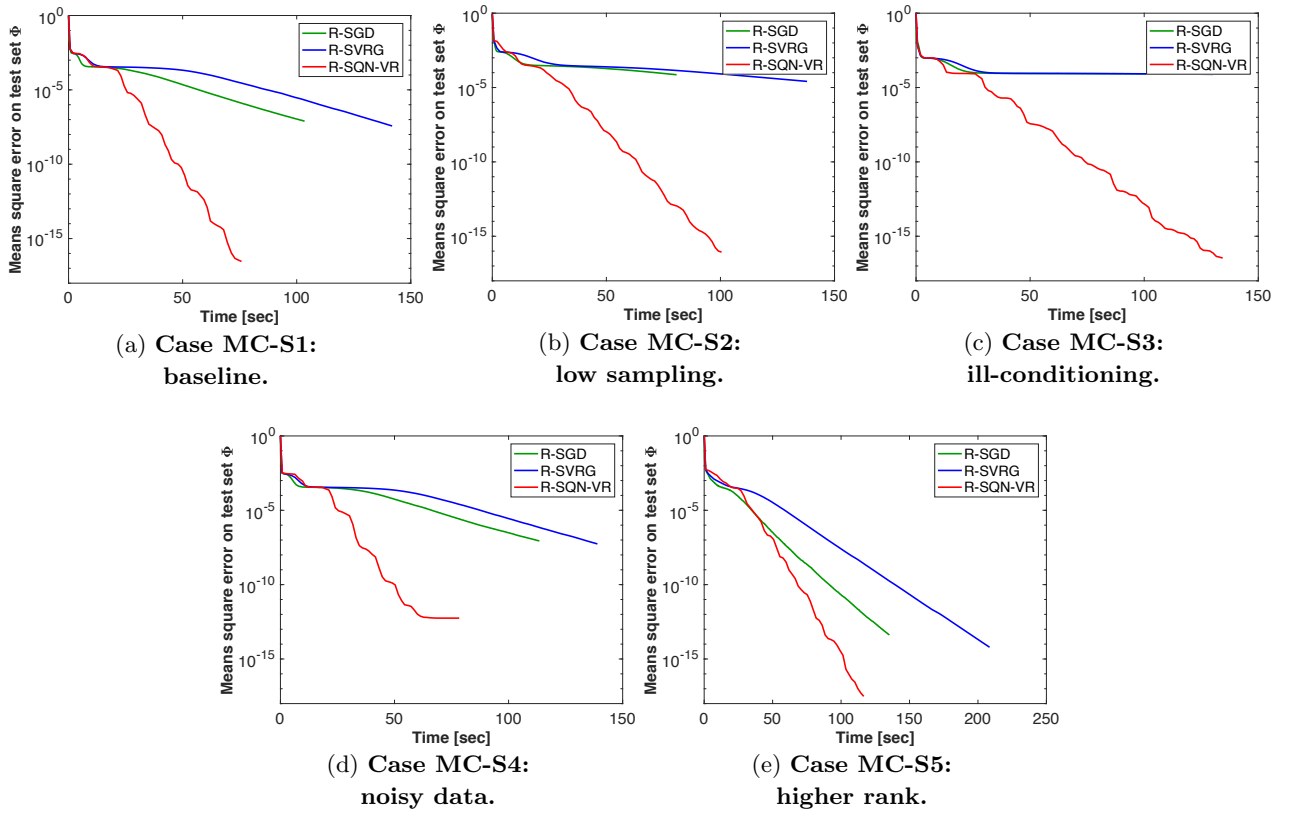 10^0
10^-5
10^-10
10^-15
Means square error on test set Φ
R-SGD
R-SVRG
R-SQN-VR
0 50 100 150
Time [sec]
(a) Case MC-S1:
baseline.
10^0
10^-5
10^-10
10^-15
Means square error on test set Φ
R-SGD
R-SVRG
R-SQN-VR
0 50 100 150
Time [sec]
(b) Case MC-S2:
low sampling.
10^0
10^-5
10^-10
10^-15
Means square error on test set Φ
R-SGD
R-SVRG
R-SQN-VR
0 50 100 150
Time [sec]
(c) Case MC-S3:
ill-conditioning.
10^0
10^-5
10^-10
10^-15
Means square error on test set Φ
R-SGD
R-SVRG
R-SQN-VR
0 50 100 150
Time [sec]
(d) Case MC-S4:
noisy data.
10^0
10^-5
10^-10
10^-15
Means square error on test set Φ
R-SGD
R-SVRG
R-SQN-VR
0 50 100 150 200 250
Time [sec]
(e) Case MC-S5:
higher rank.